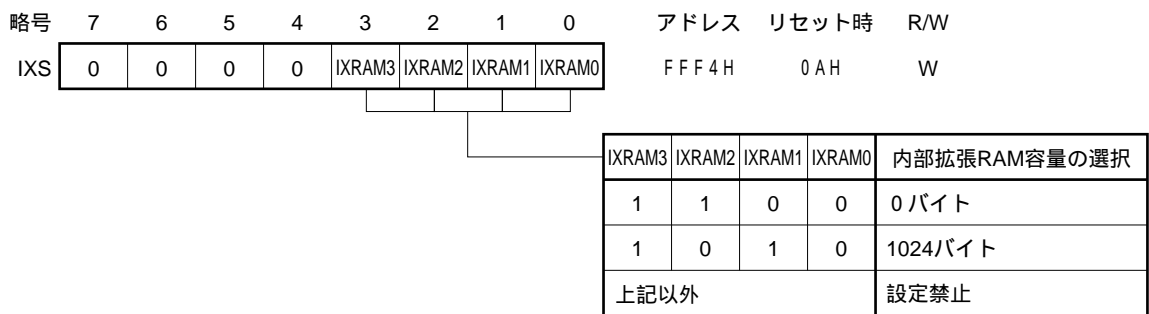 略号 7 6 5 4 3 2 1 0 アドレス リセット時 R/W
IXS 0 0 0 0 IXRAM3 IXRAM2 IXRAM1 IXRAM0 FFF4H 0AH W
IXRAM3 IXRAM2 IXRAM1 IXRAM0 内部拡張RAM容量の選択
1 1 0 0 0バイト
1 0 1 0 1024バイト
上記以外 設定禁止